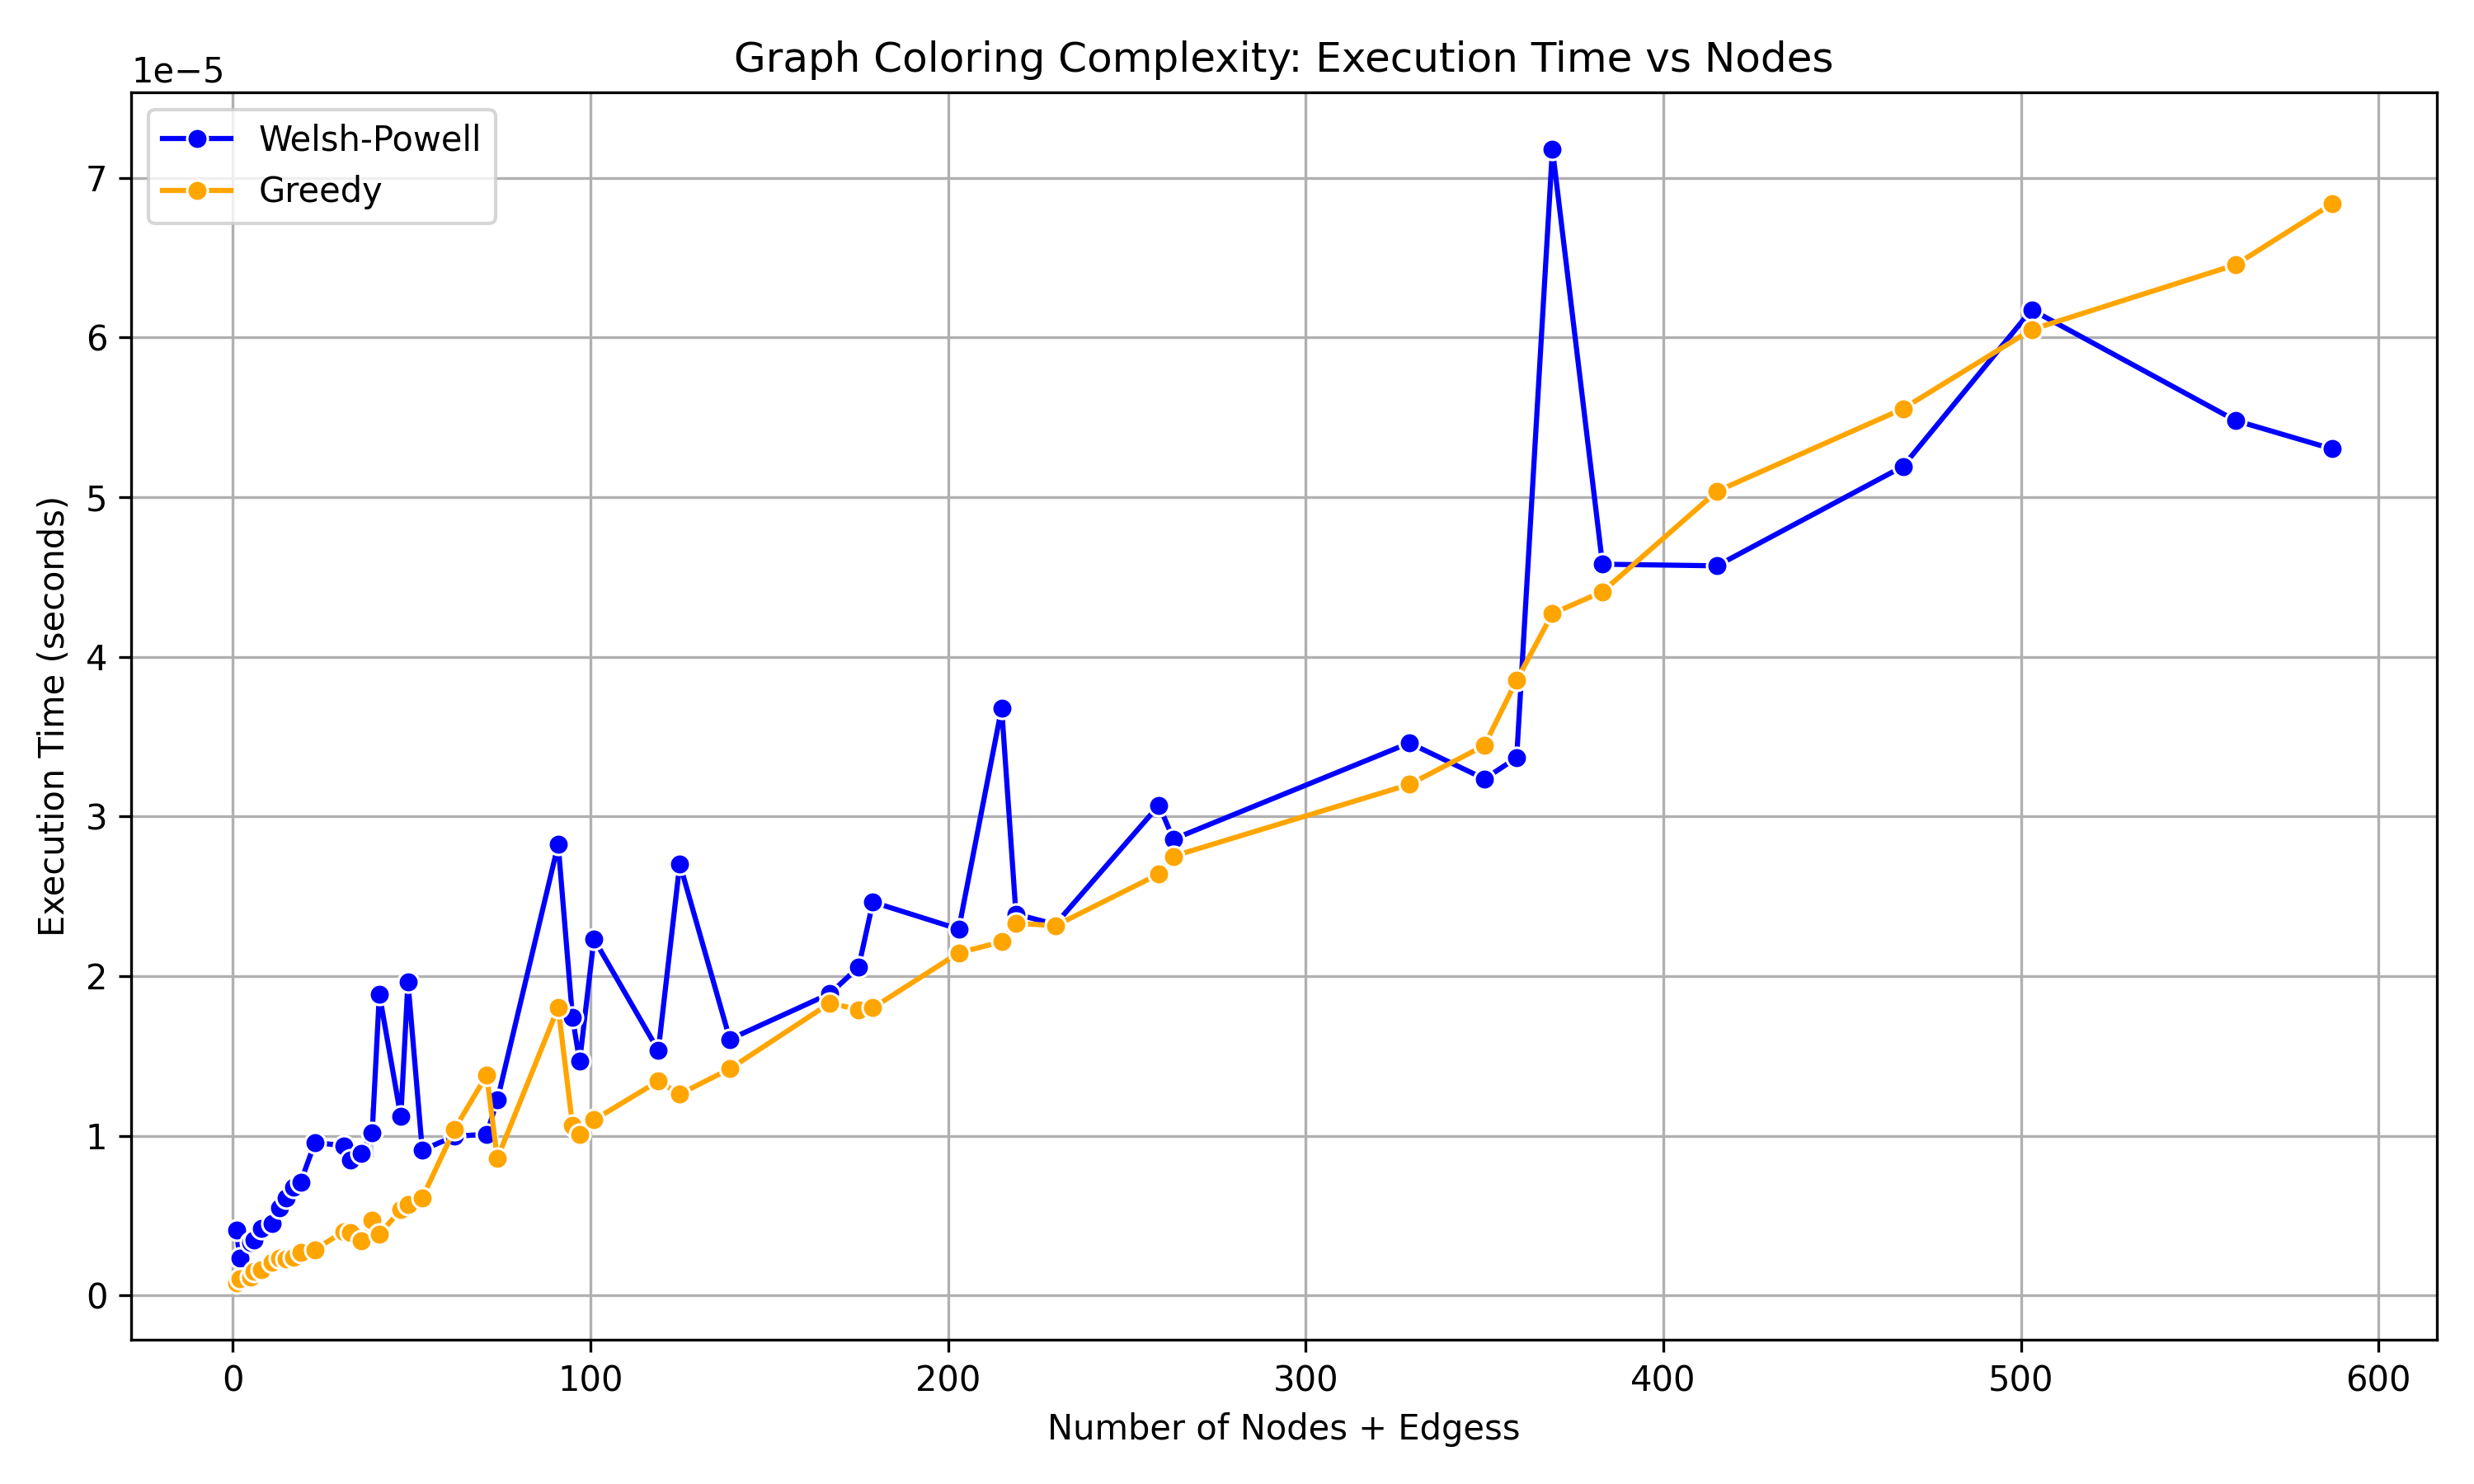 Graph Coloring Complexity: Execution Time vs Nodes
1e−5
Welsh-Powell
Greedy
7
6
5
4
3
2
1
0
Execution Time (seconds)
0 100 200 300 400 500 600
Number of Nodes + Edgess